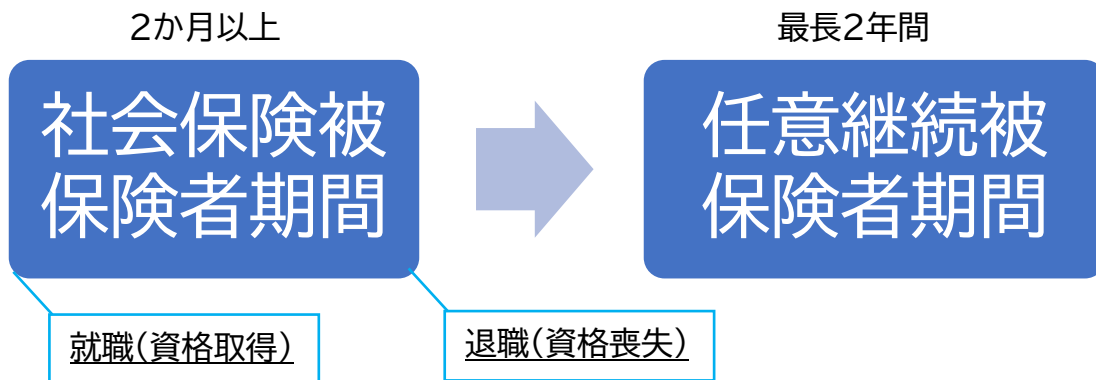 2か月以上
最長2年間
社会保険被
保険者期間
任意継続被
保険者期間
就職(資格取得)
退職(資格喪失)